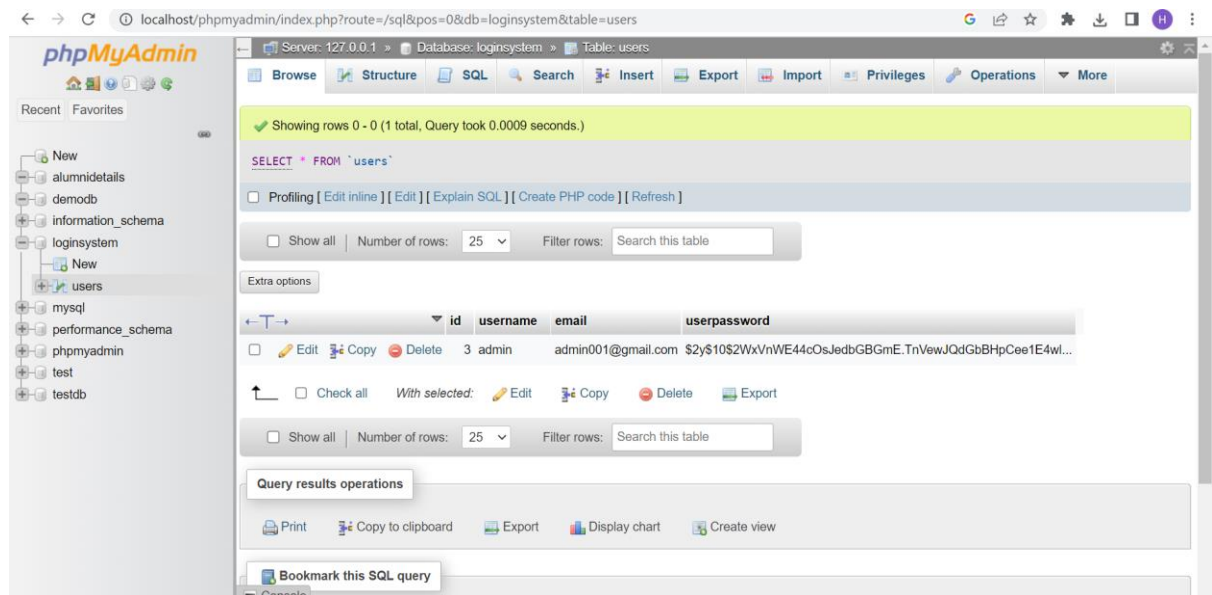 localhost/phpmyadmin/index.php?route=/sql&pos=0&db=loginsystem&table=users
G
H
phpMyAdmin
Recent Favorites
New
alumnidetails
demodb
information_schema
loginsystem
New
users
mysql
performance_schema
phpmyadmin
test
testdb
Server: 127.0.0.1 » Database: loginsystem » Table: users
Browse Structure SQL Search Insert Export Import Privileges Operations More
Showing rows 0 - 0 (1 total, Query took 0.0009 seconds.)
SELECT * FROM `users`
Profiling [ Edit inline ] [ Edit ] [ Explain SQL ] [ Create PHP code ] [ Refresh ]
Show all | Number of rows: 25 Filter rows: Search this table
Extra options
←T→ id username email userpassword
Edit Copy Delete 3 admin admin001@gmail.com $2y$10$2WxVnWE44cOsJedbGBGmE.TnVewJQdGbBHpCee1E4wl...
Check all With selected: Edit Copy Delete Export
Show all | Number of rows: 25 Filter rows: Search this table
Query results operations
Print Copy to clipboard Export Display chart Create view
Bookmark this SQL query
Console